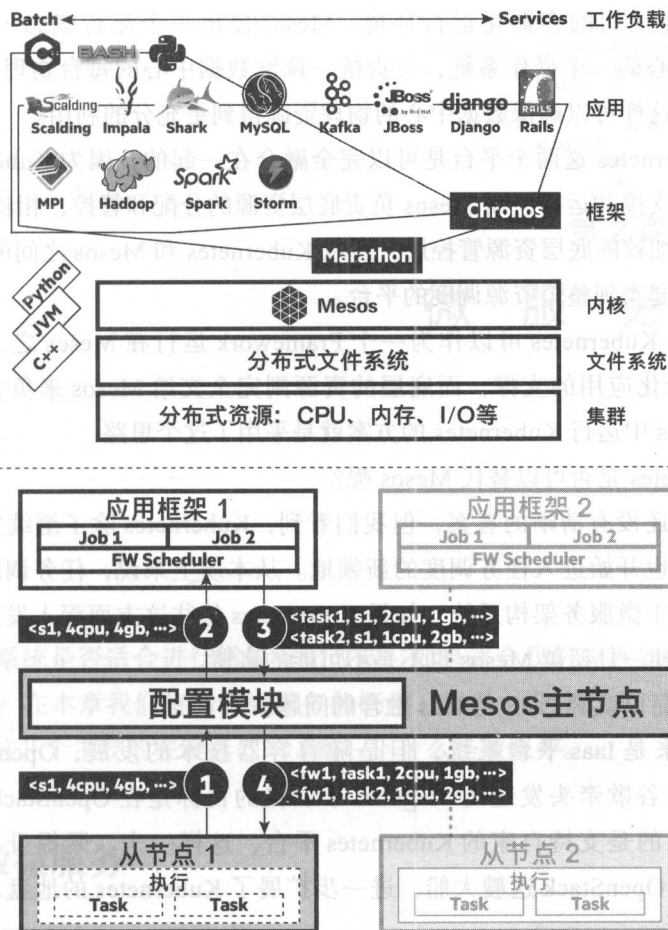 Batch Services 工作负载
C BASH
Scalding JBoss django RAILS
Scalding Impala Shark MySQL Kafka JBoss Django Rails 应用
Spark
MPI Hadoop Spark Storm Chronos 框架
Marathon
Python
JVM
C++
Mesos 内核
分布式文件系统 文件系统
分布式资源：CPU、内存、I/O等 集群
应用框架 1 应用框架 2
Job 1 Job 2 Job 1 Job 2
FW Scheduler FW Scheduler
<s1, 4cpu, 4gb, ···> 2 3 <task1, s1, 2cpu, 1gb, ···>
<task2, s1, 1cpu, 2gb, ···>
配置模块 Mesos主节点
<s1, 4cpu, 4gb, ···> 1 4 <fw1, task1, 2cpu, 1gb, ···>
<fw1, task2, 1cpu, 2gb, ···>
从节点 1 从节点 2
执行 执行
Task Task Task Task